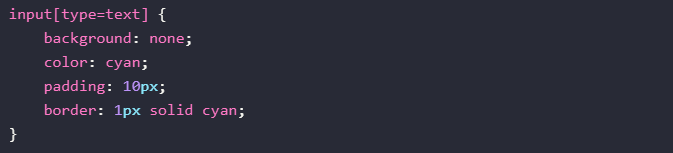 input[type=text] {
    background: none;
    color: cyan;
    padding: 10px;
    border: 1px solid cyan;
}